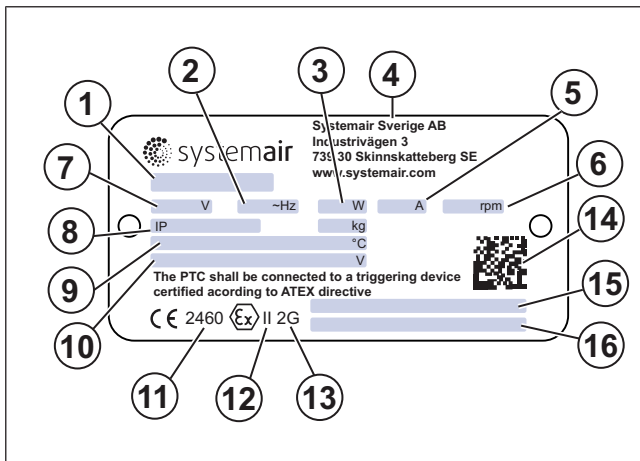 1
2
3
4
5
6
7
8
9
10
11
12
13
14
15
16
systemair
Systemair Sverige AB
Industrivägen 3
739 30 Skinnskatteberg SE
www.systemair.com
V ~Hz W A rpm
IP kg
°C
V
The PTC shall be connected to a triggering device
certified acording to ATEX directive
CE 2460 Ex II 2G